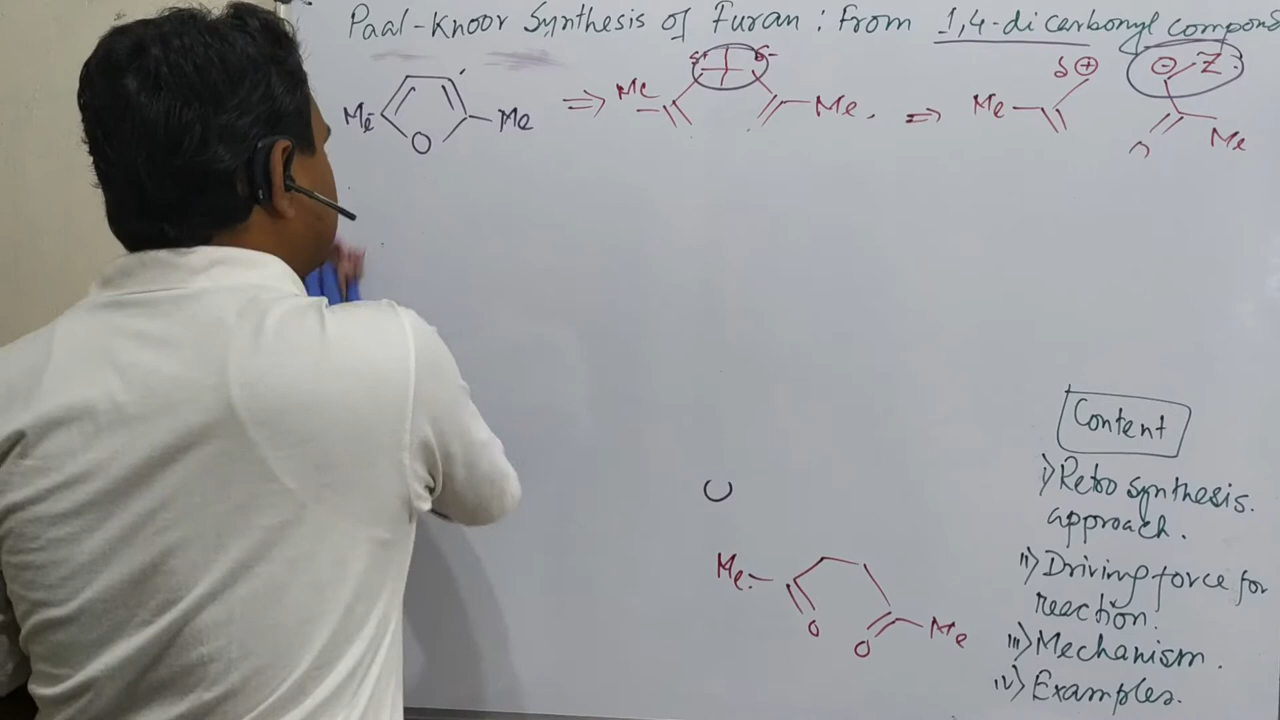 Paal-Knoor Synthesis of Furan : From 1,4-dicarbonyl compon
Me O Me ⇒ Me δ+ δ- Me. ⇒ Me δ ⊕ ⊖ Z Me
Content
i) Retro synthesis.
approach.
ii) Driving force for
reaction.
iii) Mechanism.
iv) Examples.
Me O O Me